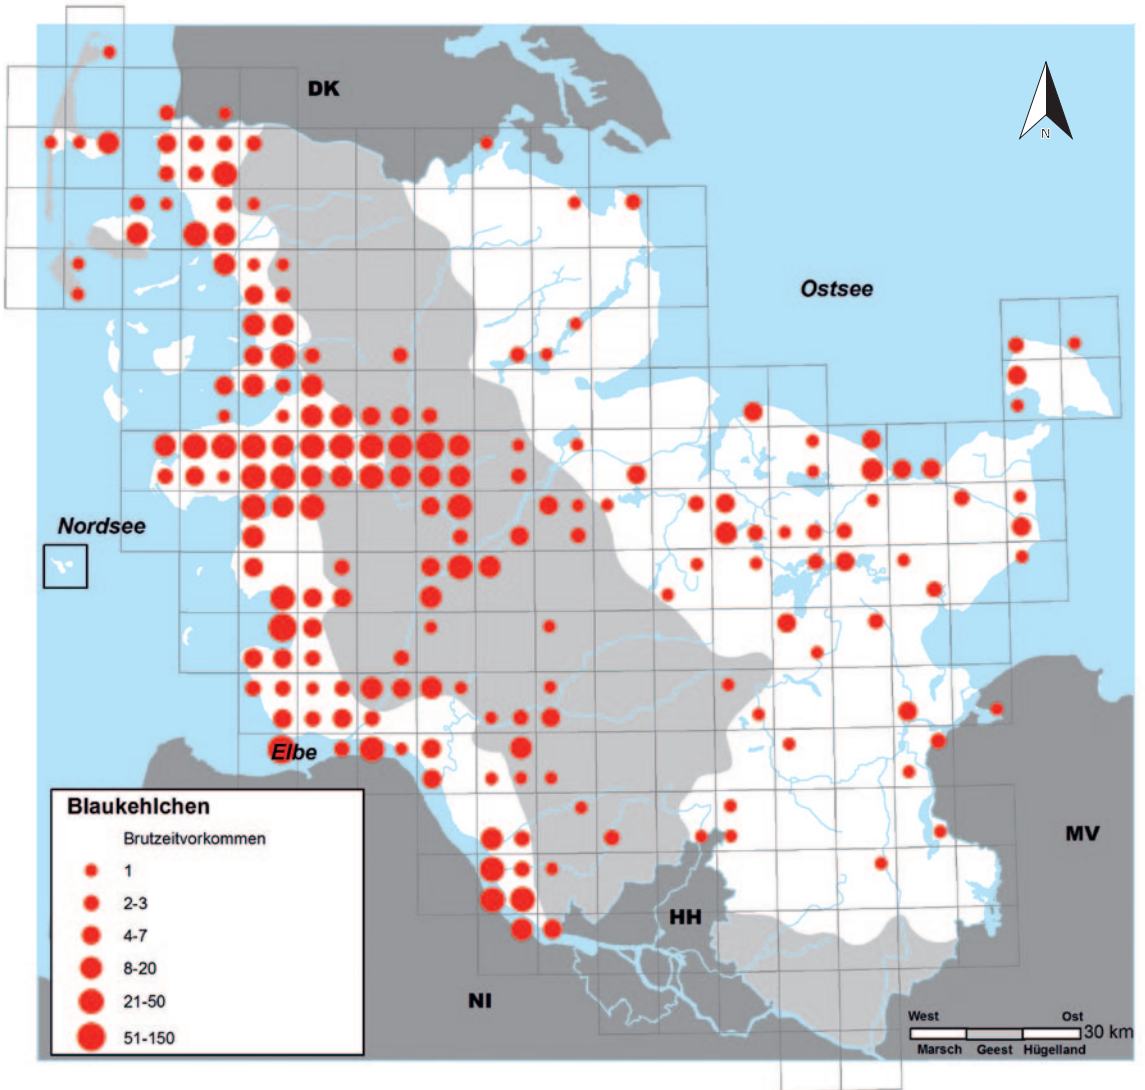 DK
N
Ostsee
Nordsee
Elbe
MV
HH
NI
Blaukehlchen
Brutzeitvorkommen
1
2-3
4-7
8-20
21-50
51-150
West Ost
30 km
Marsch Geest Hügelland